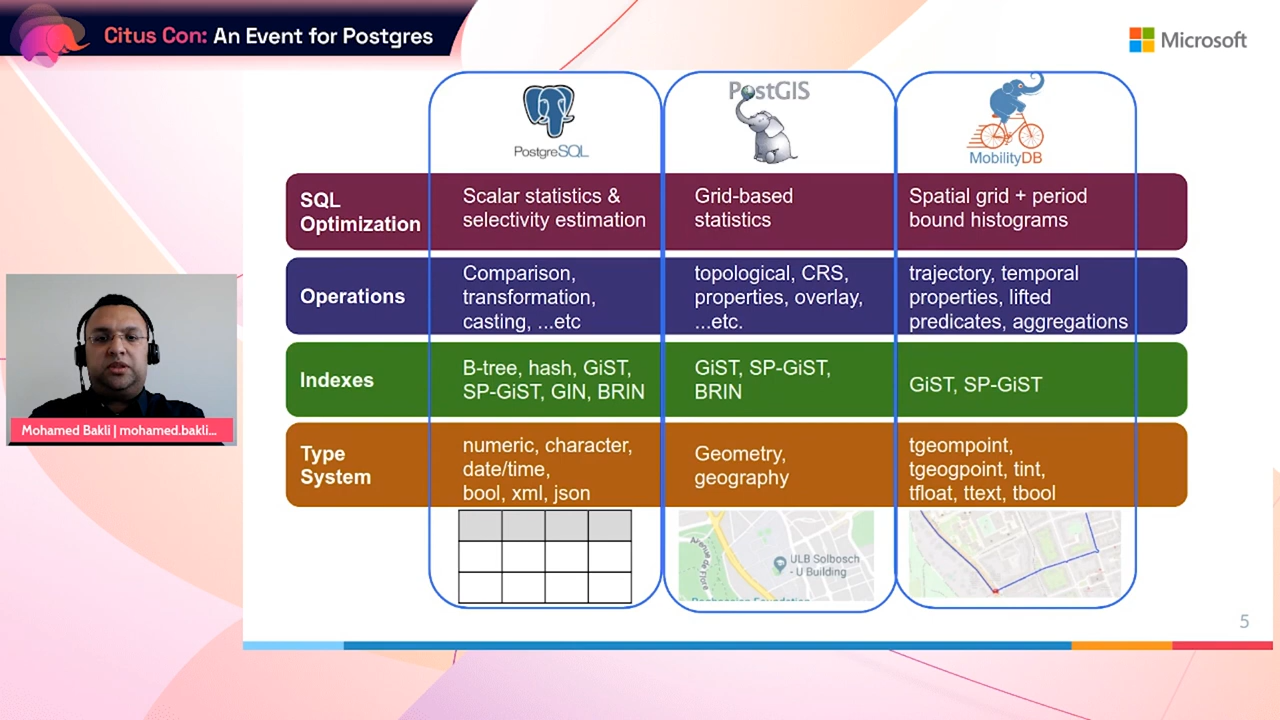 Citus Con: An Event for Postgres
Microsoft
PostgreSQL
PostGIS
MobilityDB
SQL
Optimization
Scalar statistics &
selectivity estimation
Grid-based
statistics
Spatial grid + period
bound histograms
Operations
Comparison,
transformation,
casting, ...etc
topological, CRS,
properties, overlay,
...etc.
trajectory, temporal
properties, lifted
predicates, aggregations
Indexes
B-tree, hash, GiST,
SP-GiST, GIN, BRIN
GiST, SP-GiST,
BRIN
GiST, SP-GiST
Type
System
numeric, character,
date/time,
bool, xml, json
Geometry,
geography
tgeompoint,
tgeogpoint, tint,
tfloat, ttext, tbool
ULB Solbosch
- U Building
Mohamed Bakli | mohamed.bakli...
5